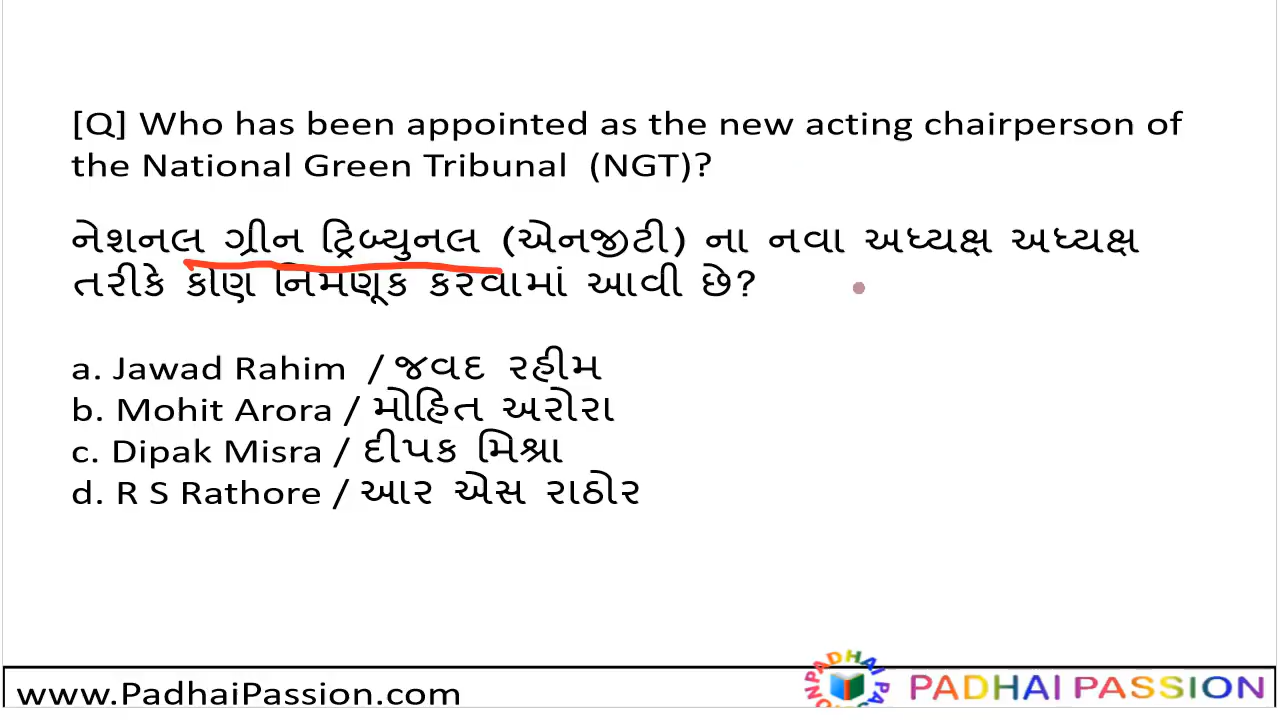 [Q] Who has been appointed as the new acting chairperson of
the National Green Tribunal (NGT)?
નેશનલ ગ્રીન ટ્રિબ્યુનલ (એનજીટી) ના નવા અધ્યક્ષ અધ્યક્ષ
તરીકે કોણ નિમણૂક કરવામાં આવી છે?
a. Jawad Rahim / જવદ રહીમ
b. Mohit Arora / મોહિત અરોરા
c. Dipak Misra / દીપક મિશ્રા
d. R S Rathore / આર એસ રાઠોર
www.PadhaiPassion.com
PADHAI PASSION